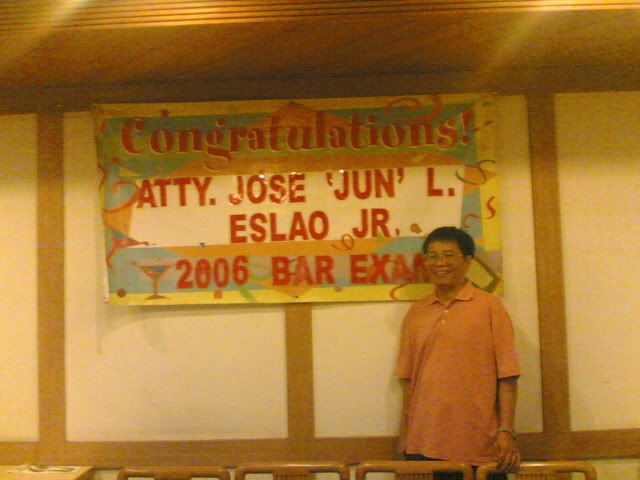 Congratulations!
ATTY. JOSE 'JUN' L.
ESLAO JR.
2006 BAR EXAM